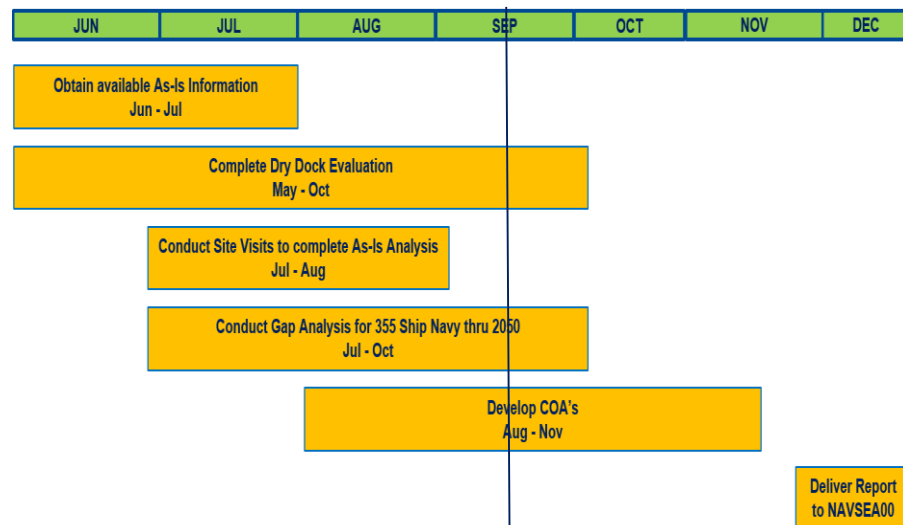 JUN JUL AUG SEP OCT NOV DEC
Obtain available As-Is Information
Jun - Jul
Complete Dry Dock Evaluation
May - Oct
Conduct Site Visits to complete As-Is Analysis
Jul - Aug
Conduct Gap Analysis for 355 Ship Navy thru 2050
Jul - Oct
Develop COA's
Aug - Nov
Deliver Report
to NAVSEA00